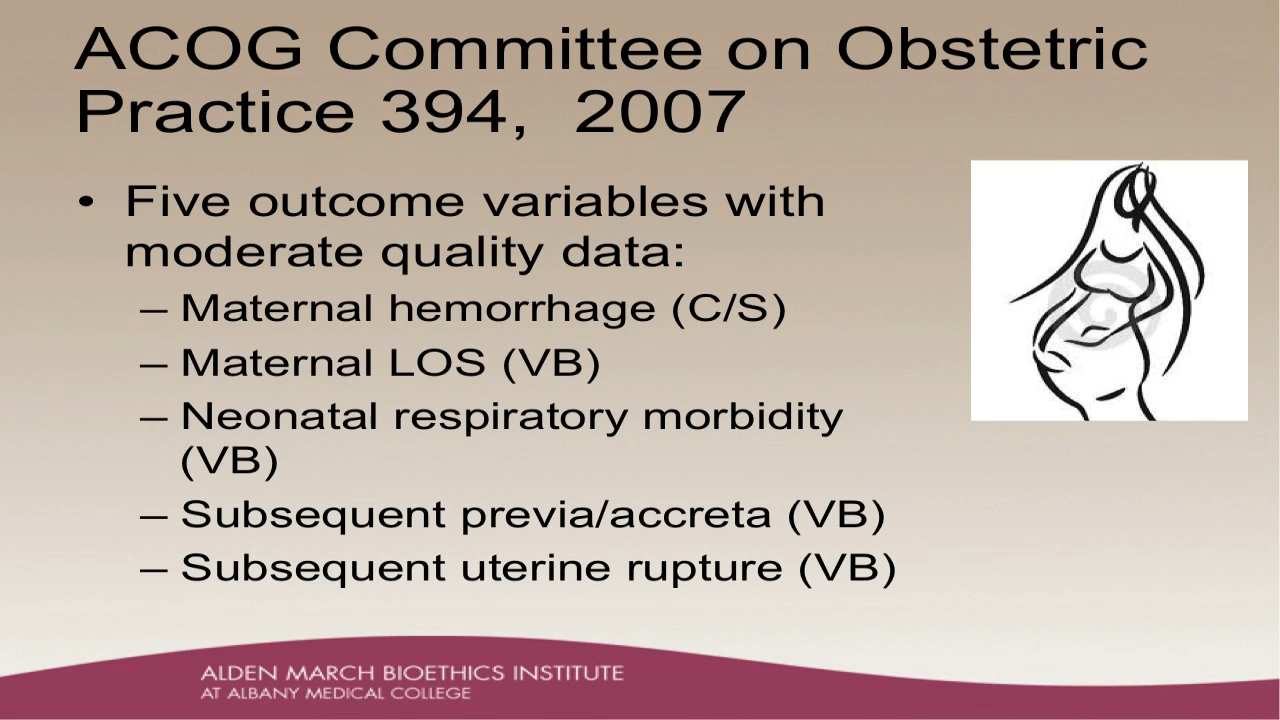 ACOG Committee on Obstetric
Practice 394,  2007
• Five outcome variables with
moderate quality data:
– Maternal hemorrhage (C/S)
– Maternal LOS (VB)
– Neonatal respiratory morbidity
(VB)
– Subsequent previa/accreta (VB)
– Subsequent uterine rupture (VB)
ALDEN MARCH BIOETHICS INSTITUTE
AT ALBANY MEDICAL COLLEGE